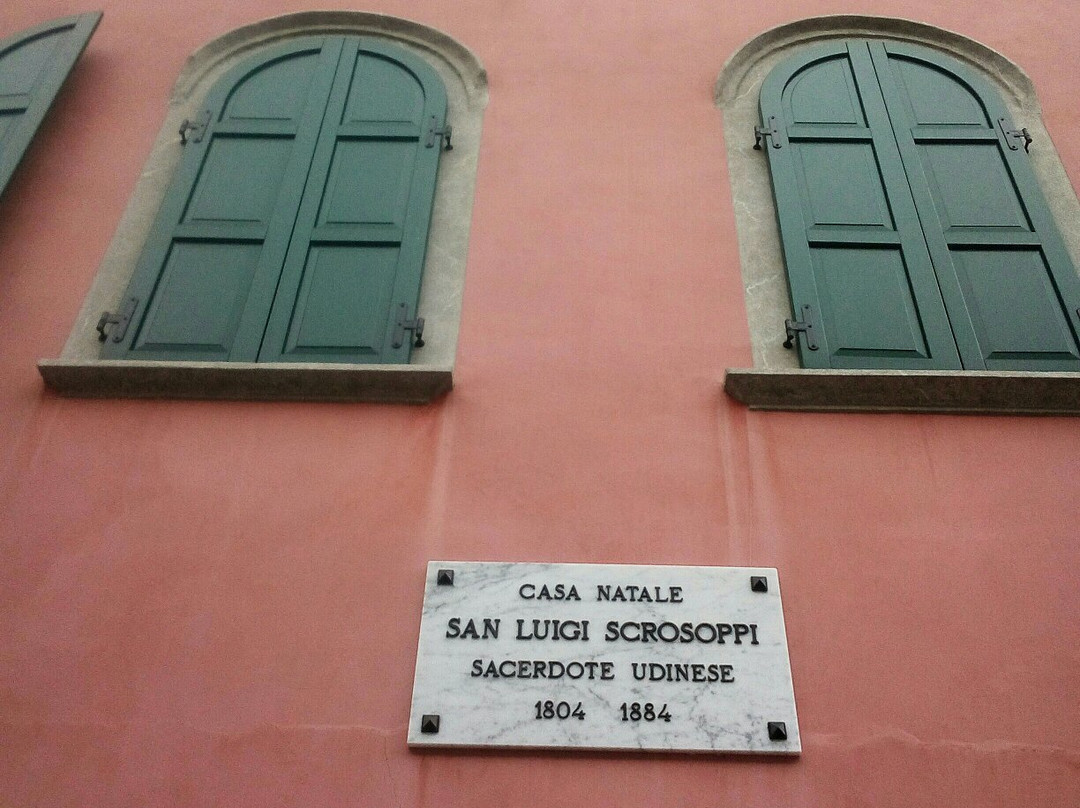 CASA NATALE
SAN LUIGI SCROSOPPI
SACERDOTE UDINESE
1804 1884